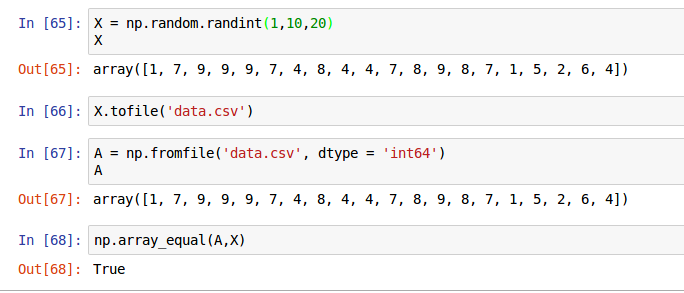 In [65]: X = np.random.randint(1,10,20)
X
Out[65]: array([1, 7, 9, 9, 9, 7, 4, 8, 4, 4, 7, 8, 9, 8, 7, 1, 5, 2, 6, 4])
In [66]: X.tofile('data.csv')
In [67]: A = np.fromfile('data.csv', dtype = 'int64')
A
Out[67]: array([1, 7, 9, 9, 9, 7, 4, 8, 4, 4, 7, 8, 9, 8, 7, 1, 5, 2, 6, 4])
In [68]: np.array_equal(A,X)
Out[68]: True